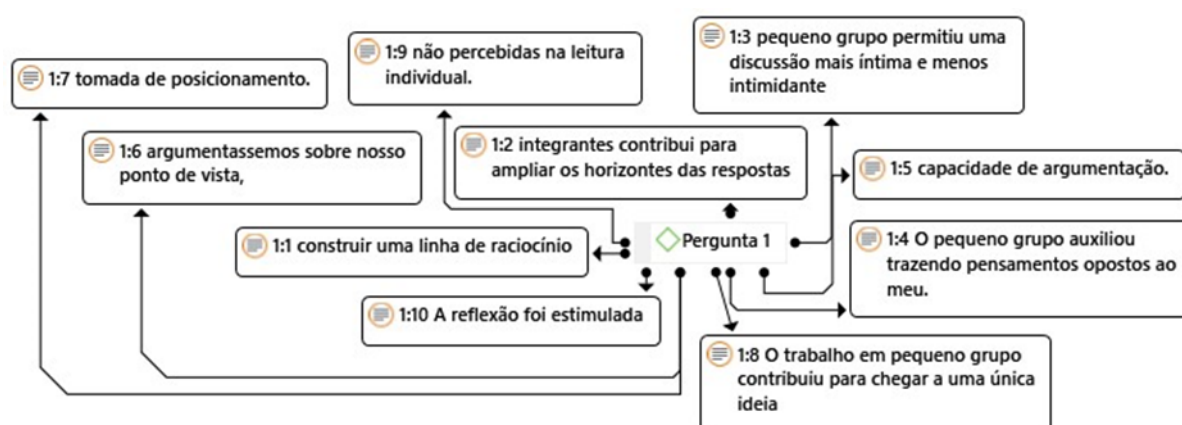 1:3 pequeno grupo permitiu uma
discussão mais íntima e menos
intimidante
1:9 não percebidas na leitura
individual.
1:7 tomada de posicionamento.
1:2 integrantes contribui para
ampliar os horizontes das respostas
1:6 argumentassemos sobre nosso
ponto de vista,
1:5 capacidade de argumentação.
Pergunta 1
1:1 construir uma linha de raciocínio
1:4 O pequeno grupo auxiliou
trazendo pensamentos opostos ao
meu.
1:10 A reflexão foi estimulada
1:8 O trabalho em pequeno grupo
contribuiu para chegar a uma única
ideia